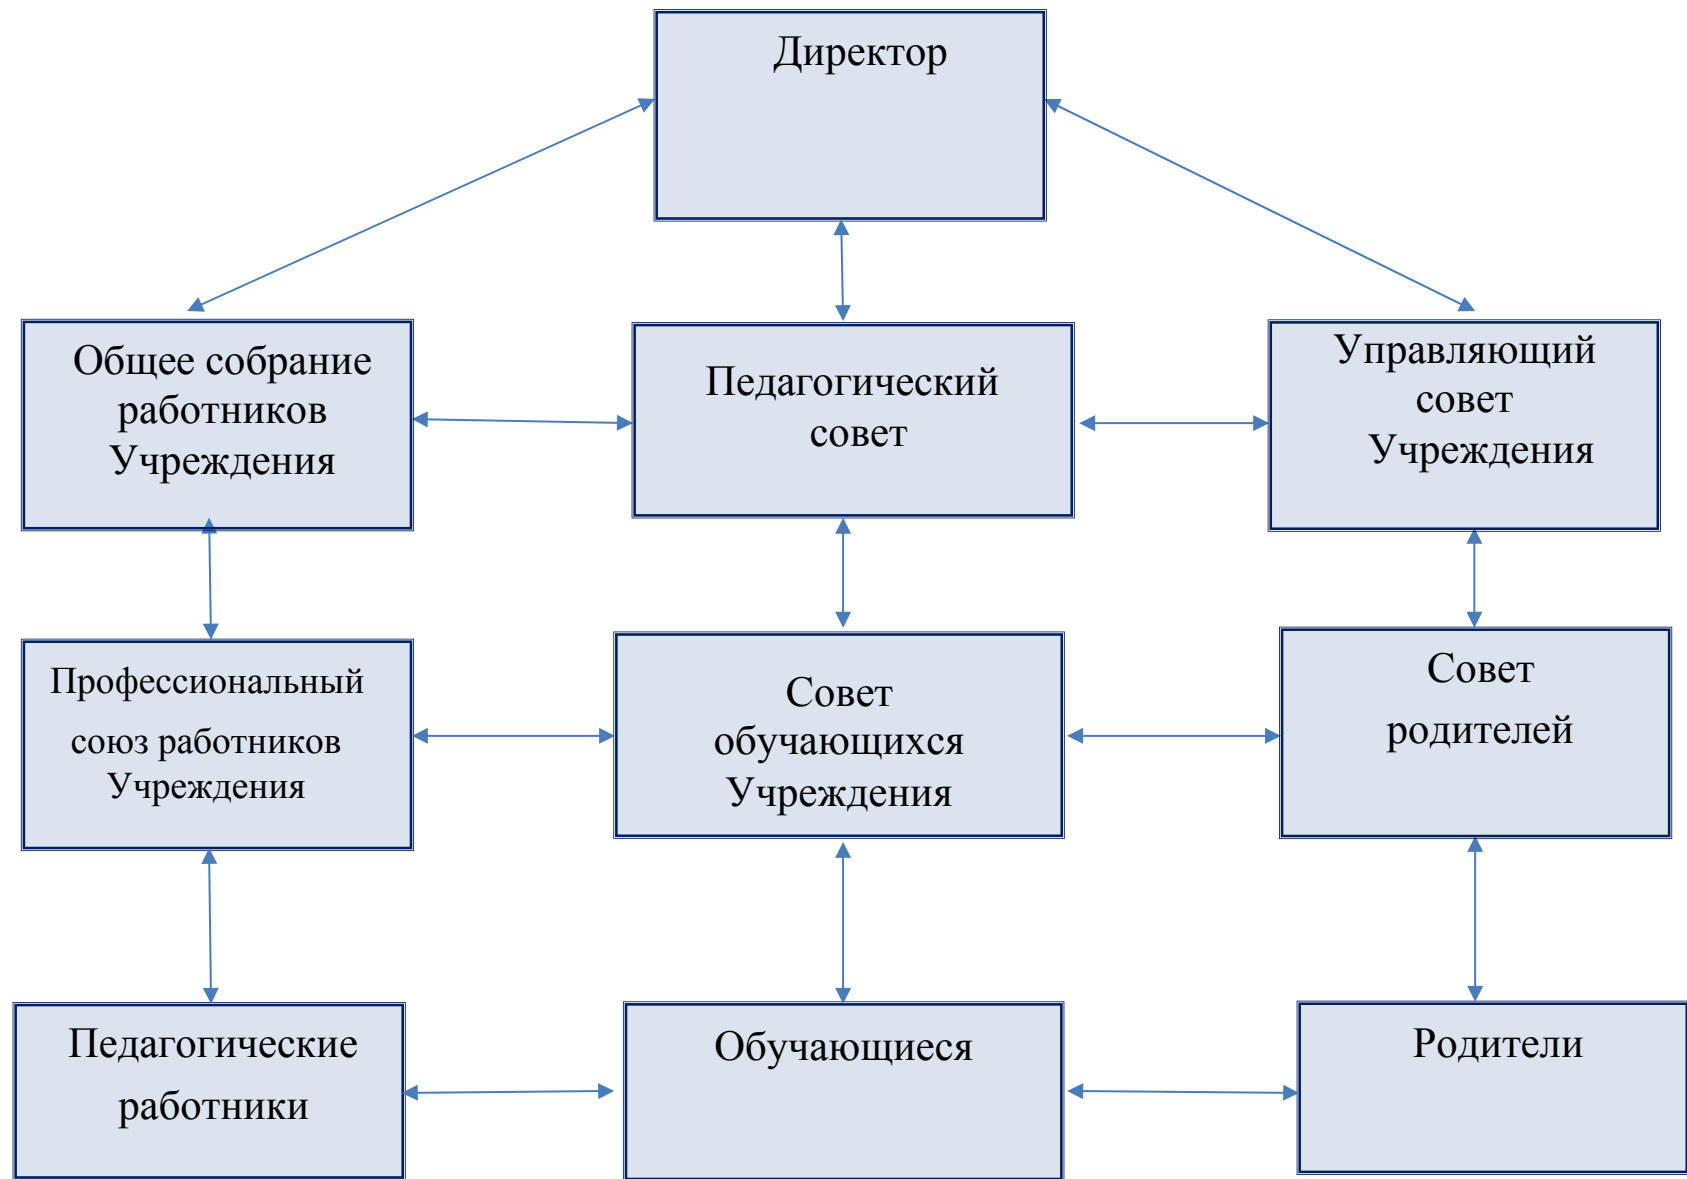 Директор
Общее собрание
работников
Учреждения
Педагогический
совет
Управляющий
совет
Учреждения
Профессиональный
союз работников
Учреждения
Совет
обучающихся
Учреждения
Совет
родителей
Педагогические
работники
Обучающиеся
Родители